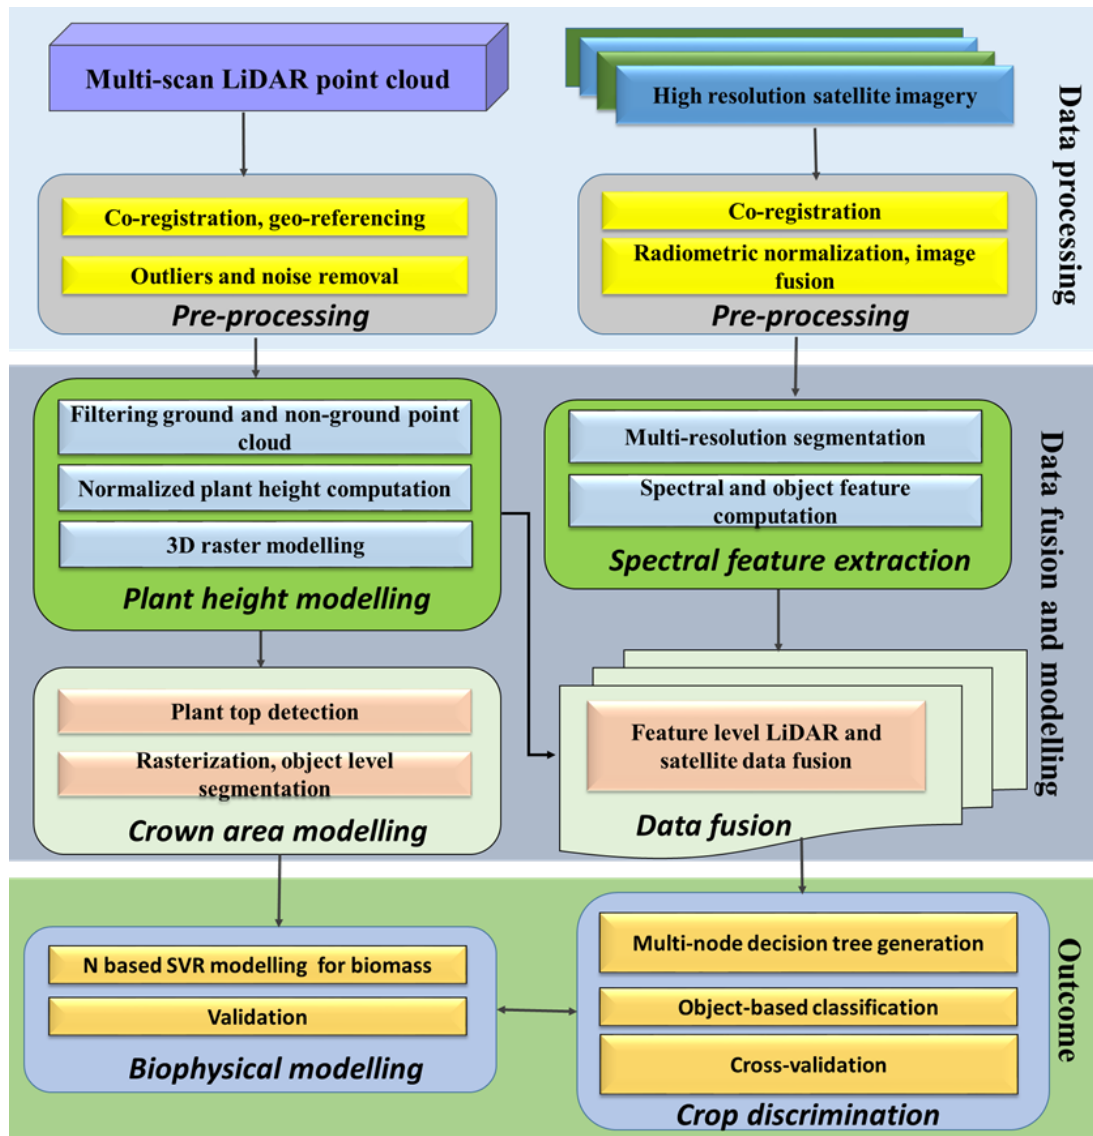 Multi-scan LiDAR point cloud
High resolution satellite imagery
Data processing
Co-registration, geo-referencing
Outliers and noise removal
Pre-processing
Co-registration
Radiometric normalization, image
fusion
Pre-processing
Data fusion and modelling
Filtering ground and non-ground point
cloud
Normalized plant height computation
3D raster modelling
Plant height modelling
Multi-resolution segmentation
Spectral and object feature
computation
Spectral feature extraction
Plant top detection
Rasterization, object level
segmentation
Crown area modelling
Feature level LiDAR and
satellite data fusion
Data fusion
Outcome
N based SVR modelling for biomass
Validation
Biophysical modelling
Multi-node decision tree generation
Object-based classification
Cross-validation
Crop discrimination